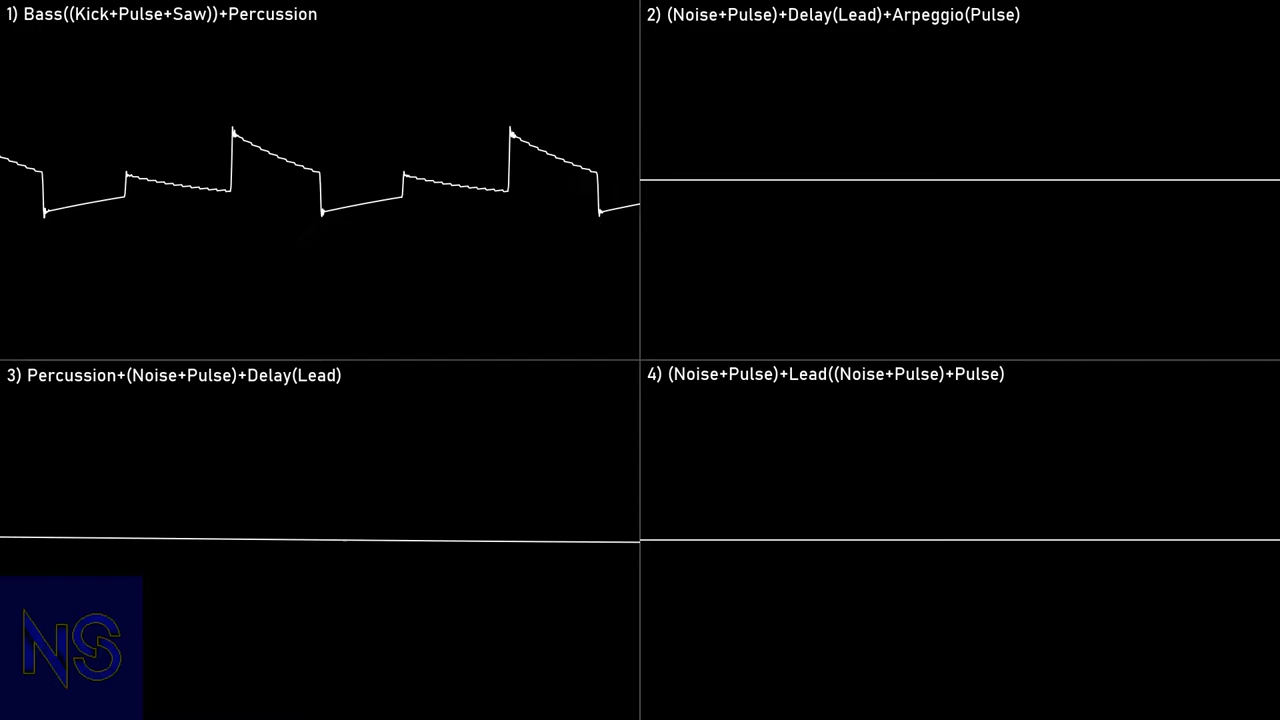 1) Bass((Kick+Pulse+Saw))+Percussion
2) (Noise+Pulse)+Delay(Lead)+Arpeggio(Pulse)
3) Percussion+(Noise+Pulse)+Delay(Lead)
4) (Noise+Pulse)+Lead((Noise+Pulse)+Pulse)
NS